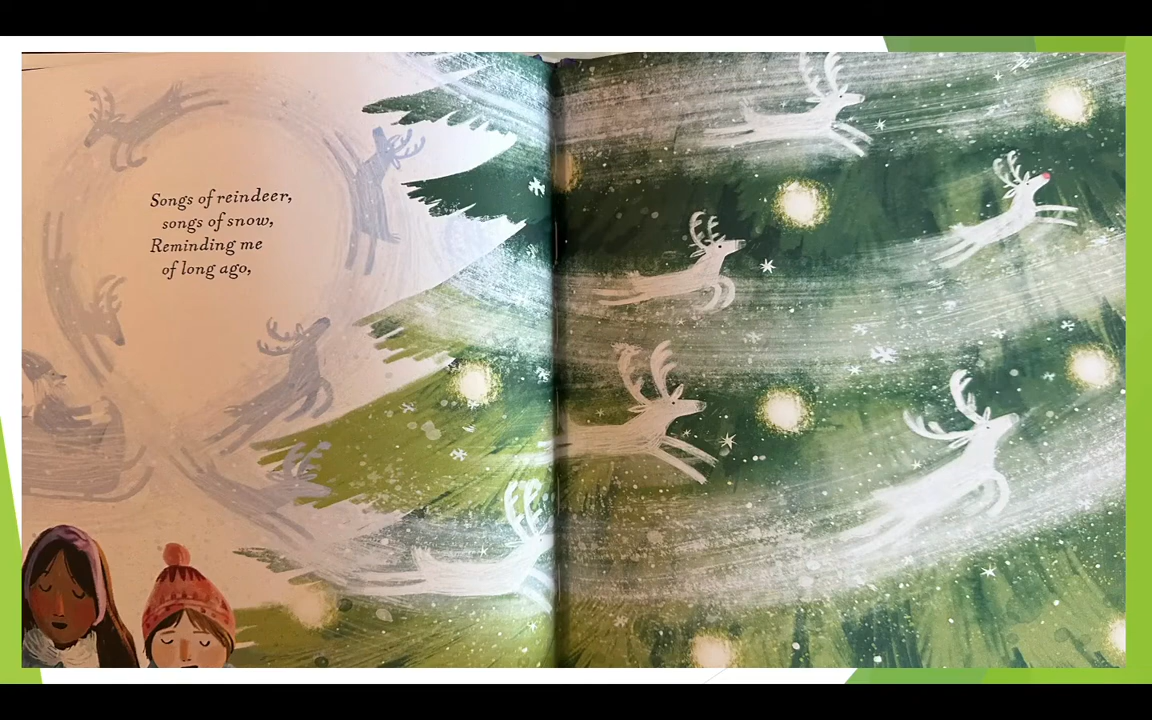 Songs of reindeer,
songs of snow,
Reminding me
of long ago,